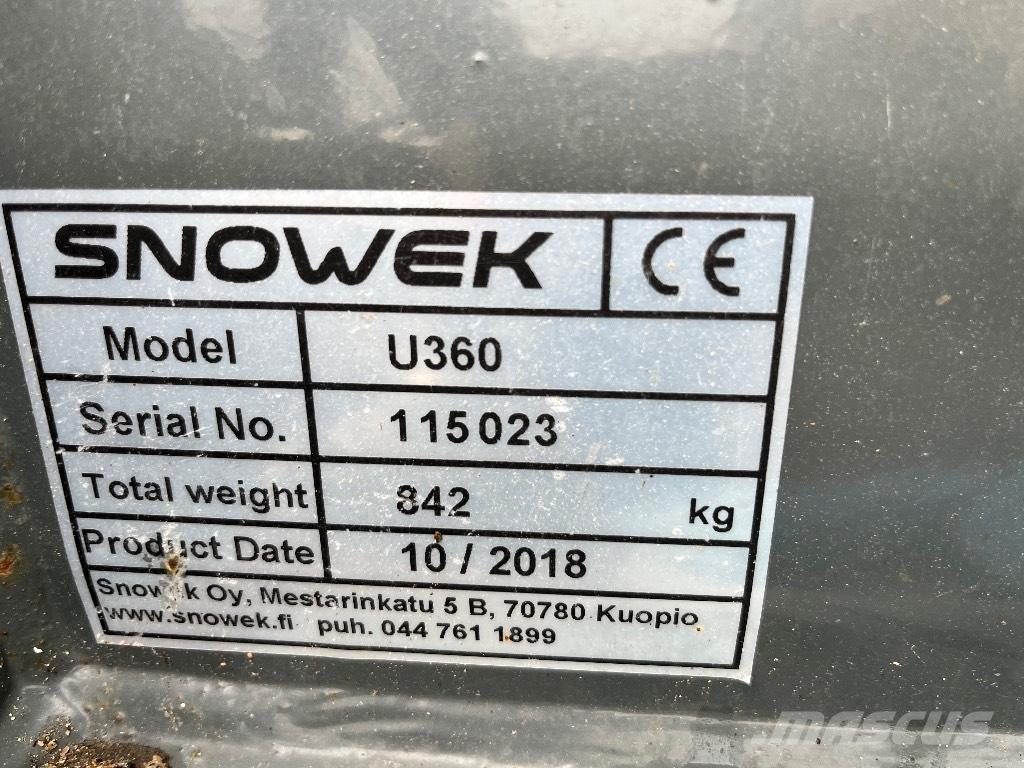 SNOWEK CE
Model U360
Serial No. 115023
Total weight 842 kg
Product Date 10 / 2018
Snowek Oy, Mestarinkatu 5 B, 70780 Kuopio
www.snowek.fi puh. 044 761 1899
MASCUS